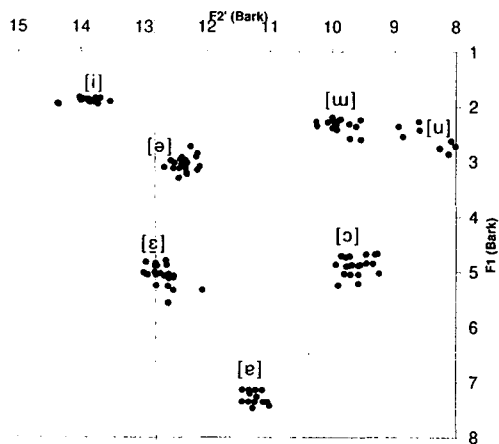 F2' (Bark)
15 14 13 12 11 10 9 8
[i]
[ɯ]
[u]
[e]
[ɛ̱]
[ɔ]
[a]
1
2
3
4
5
6
7
8
F1 (Bark)